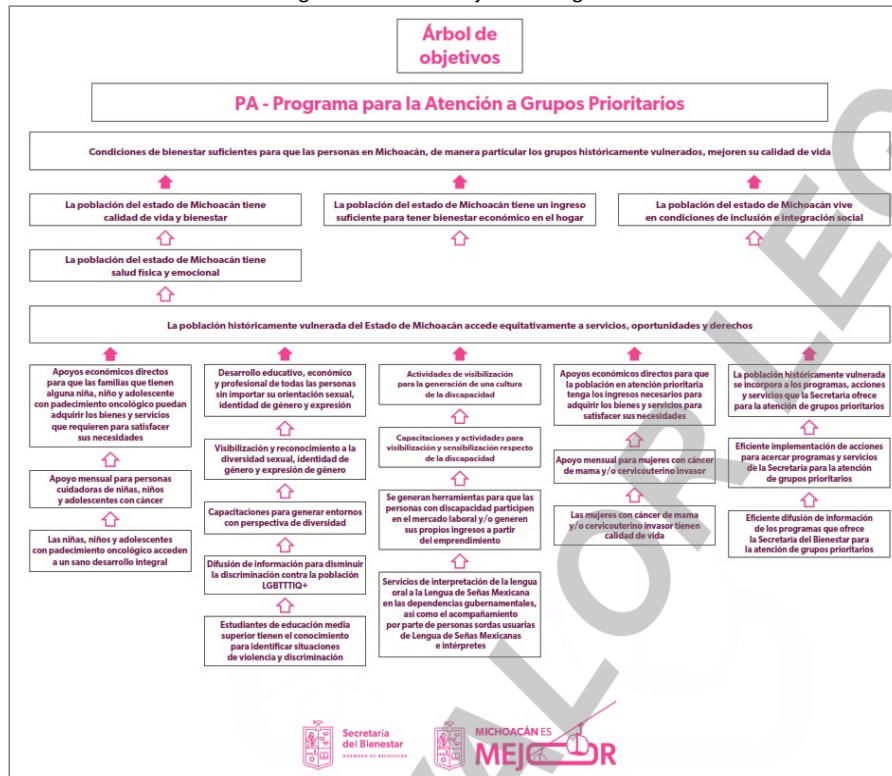 Árbol de
objetivos
PA - Programa para la Atención a Grupos Prioritarios
Condiciones de bienestar suficientes para que las personas en Michoacán, de manera particular los grupos históricamente vulnerados, mejoren su calidad de vida
La población del estado de Michoacán tiene
calidad de vida y bienestar
La población del estado de Michoacán tiene un ingreso
suficiente para tener bienestar económico en el hogar
La población del estado de Michoacán vive
en condiciones de inclusión e integración social
La población del estado de Michoacán tiene
salud física y emocional
La población históricamente vulnerada del Estado de Michoacán accede equitativamente a servicios, oportunidades y derechos
Apoyos económicos directos
para que las familias que tienen
alguna niña, niño y adolescente
con padecimiento oncológico puedan
adquirir los bienes y servicios
que requieren para satisfacer
sus necesidades
Apoyo mensual para personas
cuidadoras de niñas, niños
y adolescentes con cáncer
Las niñas, niños y adolescentes
con padecimiento oncológico acceden
a un sano desarrollo integral
Desarrollo educativo, económico
y profesional de todas las personas
sin importar su orientación sexual,
identidad de género y expresión
Visibilización y reconocimiento a la
diversidad sexual, identidad de
género y expresión de género
Capacitaciones para generar entornos
con perspectiva de diversidad
Difusión de información para disminuir
la discriminación contra la población
LGBTTTIQ+
Estudiantes de educación media
superior tienen el conocimiento
para identificar situaciones
de violencia y discriminación
Actividades de visibilización
para la generación de una cultura
de la discapacidad
Capacitaciones y actividades para
visibilización y sensibilización respecto
de la discapacidad
Se generan herramientas para que las
personas con discapacidad participen
en el mercado laboral y/o generen
sus propios ingresos a partir
del emprendimiento
Servicios de interpretación de la lengua
oral a la Lengua de Señas Mexicana
en las dependencias gubernamentales,
así como el acompañamiento
por parte de personas sordas usuarias
de Lengua de Señas Mexicanas
e intérpretes
Apoyos económicos directos para que
la población en atención prioritaria
tenga los ingresos necesarios para
adquirir los bienes y servicios para
satisfacer sus necesidades
Apoyo mensual para mujeres con cáncer
de mama y/o cervicouterino invasor
Las mujeres con cáncer de mama
y/o cervicouterino invasor tienen
calidad de vida
La población históricamente vulnerada
se incorpora a los programas, acciones
y servicios que la Secretaría ofrece
para la atención de grupos prioritarios
Eficiente implementación de acciones
para acercar programas y servicios
de la Secretaría para la atención
de grupos prioritarios
Eficiente difusión de información
de los programas que ofrece
la Secretaría del Bienestar para
la atención de grupos prioritarios
Secretaría
del Bienestar
GOBIERNO DE MICHOACÁN
MICHOACÁN ES
MEJOR
VALOR LEG